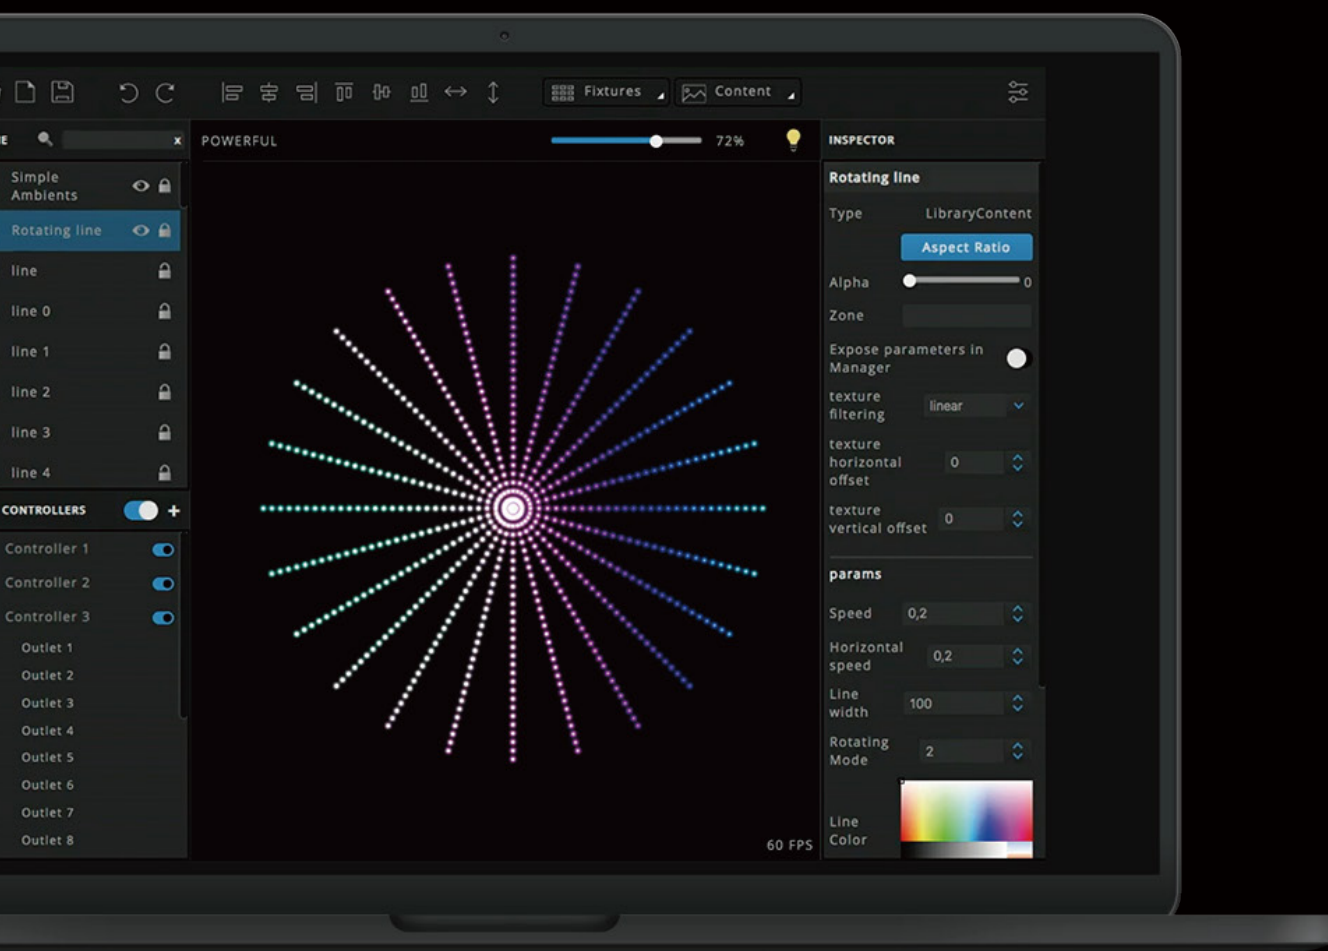 Fixtures
Content
x
POWERFUL
72%
INSPECTOR
Simple
Ambients
Rotating line
line
line 0
line 1
line 2
line 3
line 4
CONTROLLERS
+
Controller 1
Controller 2
Controller 3
Outlet 1
Outlet 2
Outlet 3
Outlet 4
Outlet 5
Outlet 6
Outlet 7
Outlet 8
60 FPS
Rotating line
Type LibraryContent
Aspect Ratio
Alpha 0
Zone
Expose parameters in
Manager
texture
filtering linear
texture
horizontal
offset 0
texture
vertical offset 0
params
Speed 0,2
Horizontal
speed 0,2
Line
width 100
Rotating
Mode 2
Line
Color